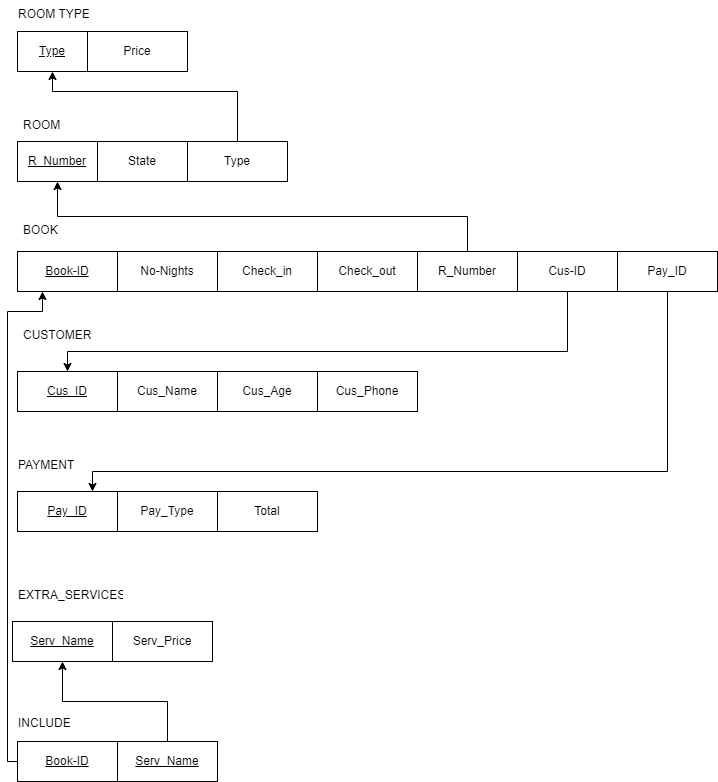 ROOM TYPE
Type Price
ROOM
R_Number State Type
BOOK
Book-ID No-Nights Check_in Check_out R_Number Cus-ID Pay_ID
CUSTOMER
Cus_ID Cus_Name Cus_Age Cus_Phone
PAYMENT
Pay_ID Pay_Type Total
EXTRA_SERVICES
Serv_Name Serv_Price
INCLUDE
Book-ID Serv_Name